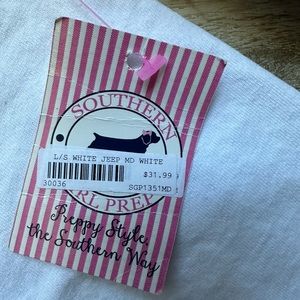 SOUTHERN
L/S WHITE JEEP MD WHITE
$31.99
30036
SGP1351MD
RL PREP
Preppy Style,
the Southern Way